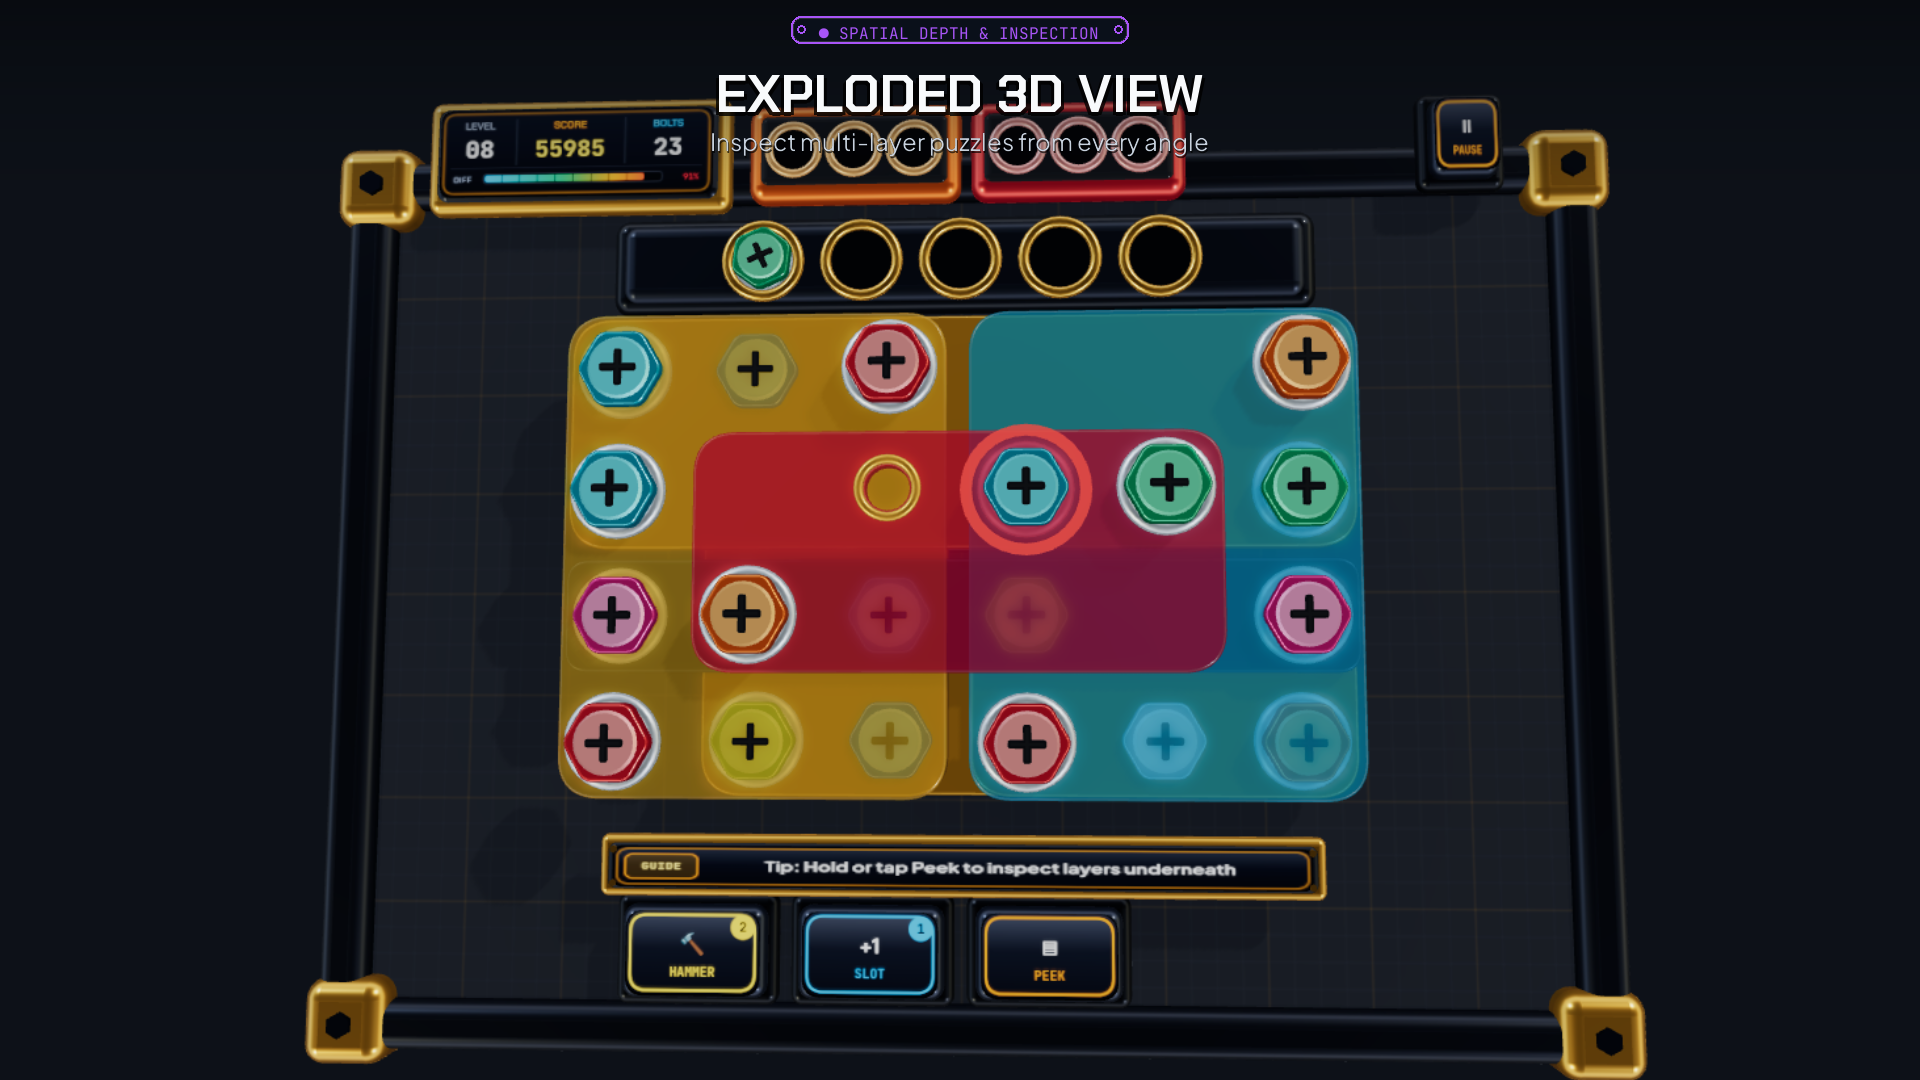 SPATIAL DEPTH & INSPECTION
EXPLODED 3D VIEW
Inspect multi-layer puzzles from every angle
LEVEL
08
SCORE
55985
BOLTS
23
DIFF
91%
PAUSE
GUIDE
Tip: Hold or tap Peek to inspect layers underneath
2
HAMMER
1
+1
SLOT
PEEK